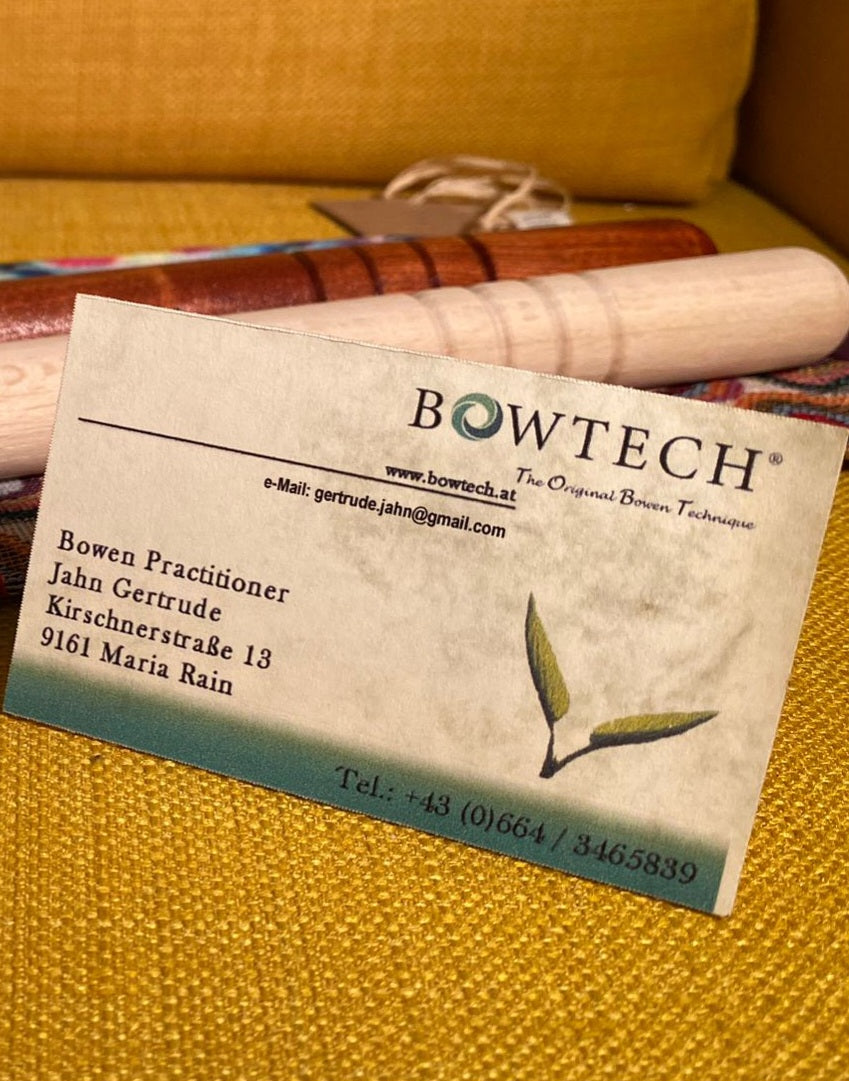 BOWTECH®
The Original Bowen Technique
www.bowtech.at
e-Mail: gertrude.jahn@gmail.com
Bowen Practitioner
Jahn Gertrude
Kirschnerstraße 13
9161 Maria Rain
Tel.: +43 (0)664 / 3465839